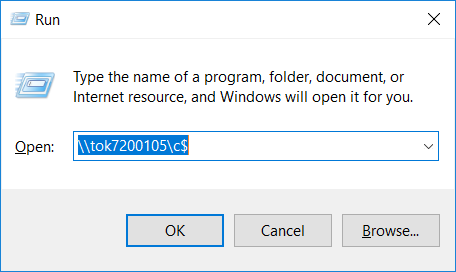 Run
Type the name of a program, folder, document, or
Internet resource, and Windows will open it for you.
Open: \\tok7200105\c$
OK Cancel Browse...